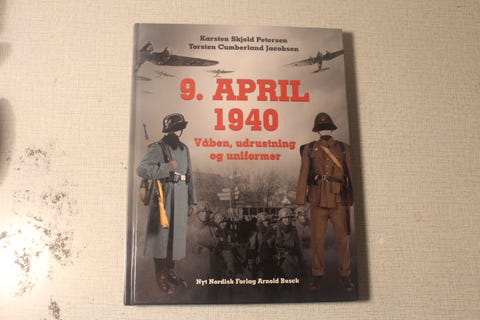 Karsten Skjold Petersen
Torsten Cumberland Jacobsen
9. APRIL
1940
Våben, udrustning
og uniformer
Nyt Nordisk Forlag Arnold Busck